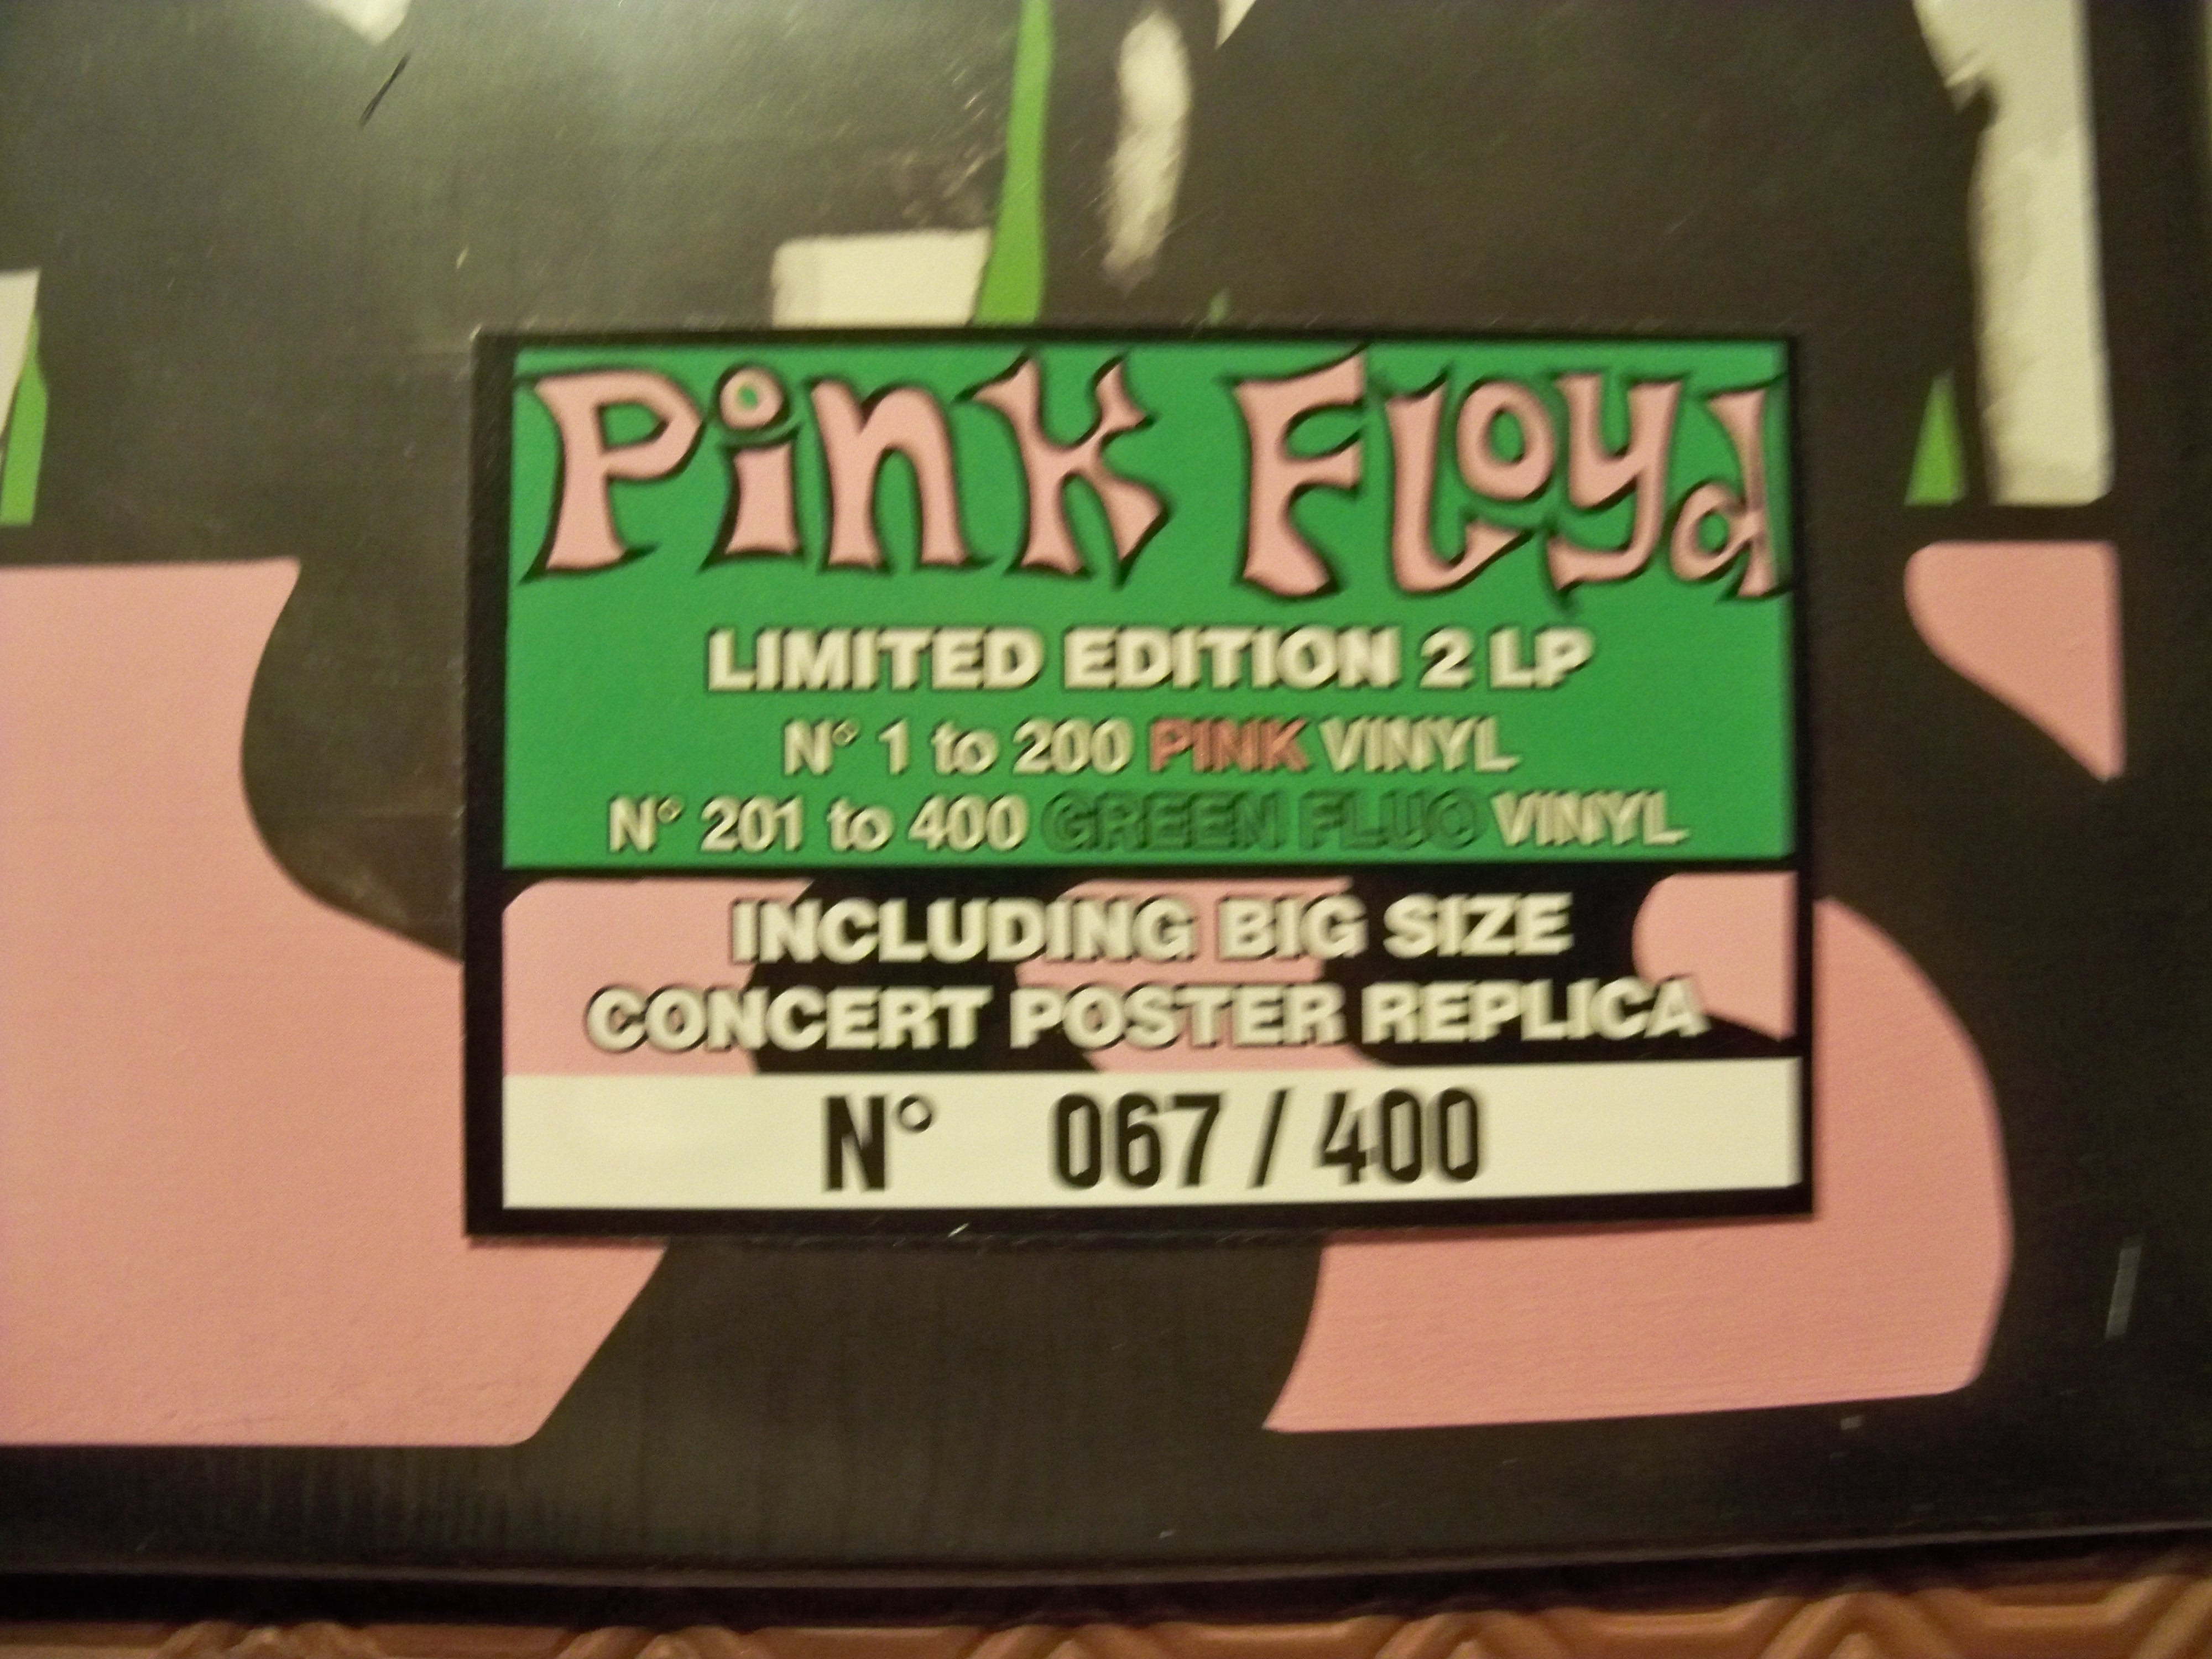 Pink Floyd
LIMITED EDITION 2 LP
N° 1 to 200 PINK VINYL
N° 201 to 400 GREEN FLUO VINYL
INCLUDING BIG SIZE
CONCERT POSTER REPLICA
N° 067 / 400